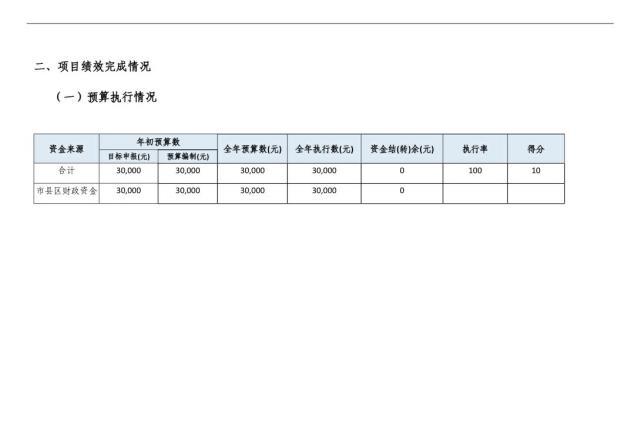 二、项目绩效完成情况
（一）预算执行情况
资金来源 年初预算数 全年预算数(元) 全年执行数(元) 资金结(转)余(元) 执行率 得分
目标申报(元) 预算编制(元)
合计 30,000 30,000 30,000 30,000 0 100 10
市县区财政资金 30,000 30,000 30,000 30,000 0